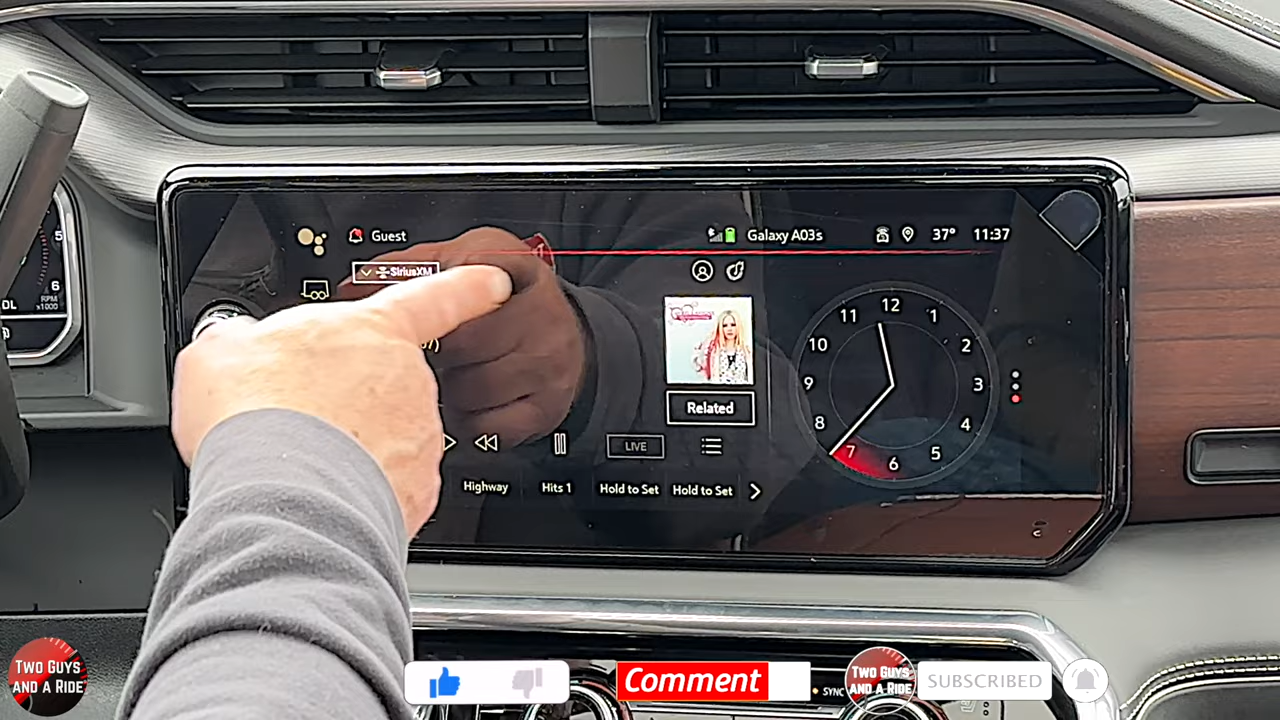 Guest
Galaxy A03s
37°
11:37
SiriusXM
Related
LIVE
Highway
Hits 1
Hold to Set
Hold to Set
12
1
2
3
4
5
6
7
8
9
10
11
5
6
RPM
x1000
DL
TWO GUYS
AND A RIDE
Comment
SYNC
TWO GUYS
AND A RIDE
SUBSCRIBED